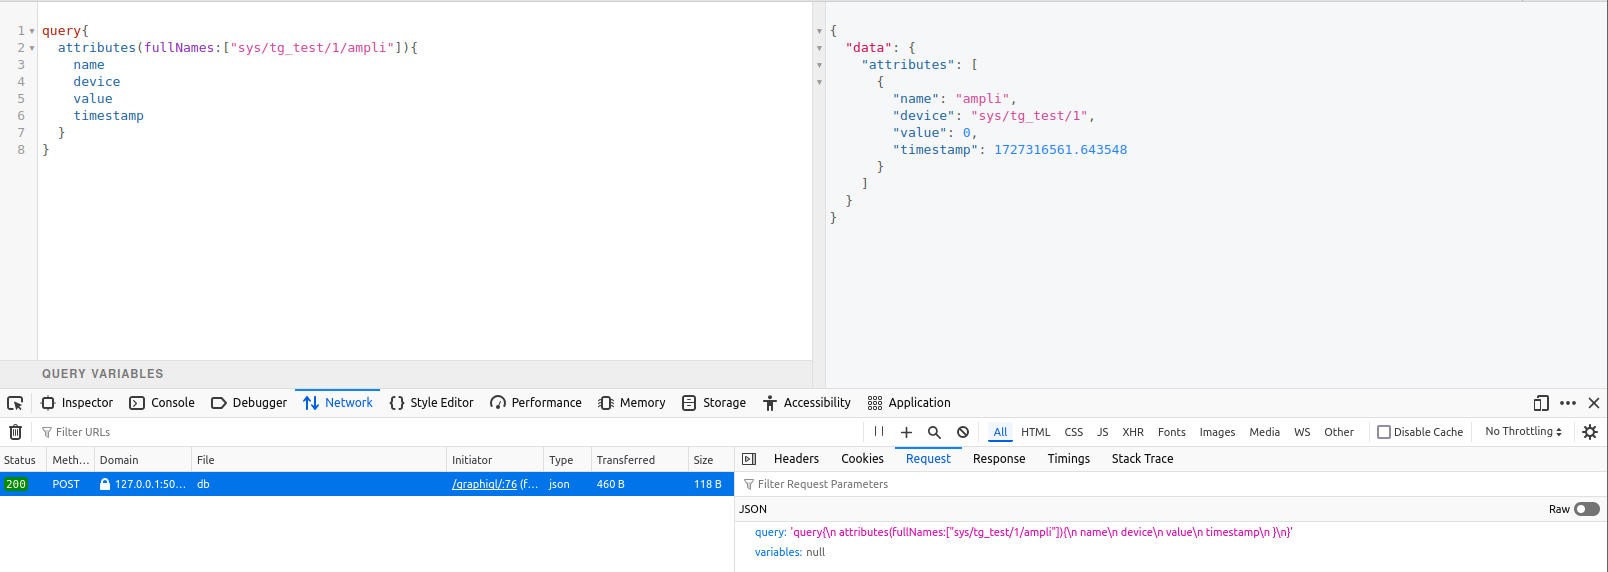 1 query{
2 attributes(fullNames:["sys/tg_test/1/ampli"]){
3 name
4 device
5 value
6 timestamp
7 }
8 }
QUERY VARIABLES
{
"data": {
"attributes": [
{
"name": "ampli",
"device": "sys/tg_test/1",
"value": 0,
"timestamp": 1727316561.643548
}
]
}
}
Inspector Console Debugger Network Style Editor Performance Memory Storage Accessibility Application
Filter URLs All HTML CSS JS XHR Fonts Images Media WS Other Disable Cache No Throttling
Status Meth... Domain File Initiator Type Transferred Size
200 POST 127.0.0.1:50... db /graphiql/:76 (f... json 460 B 118 B
Headers Cookies Request Response Timings Stack Trace
Filter Request Parameters
JSON Raw
query: 'query{\n attributes(fullNames:["sys/tg_test/1/ampli"]){\n name\n device\n value\n timestamp\n }\n}'
variables: null